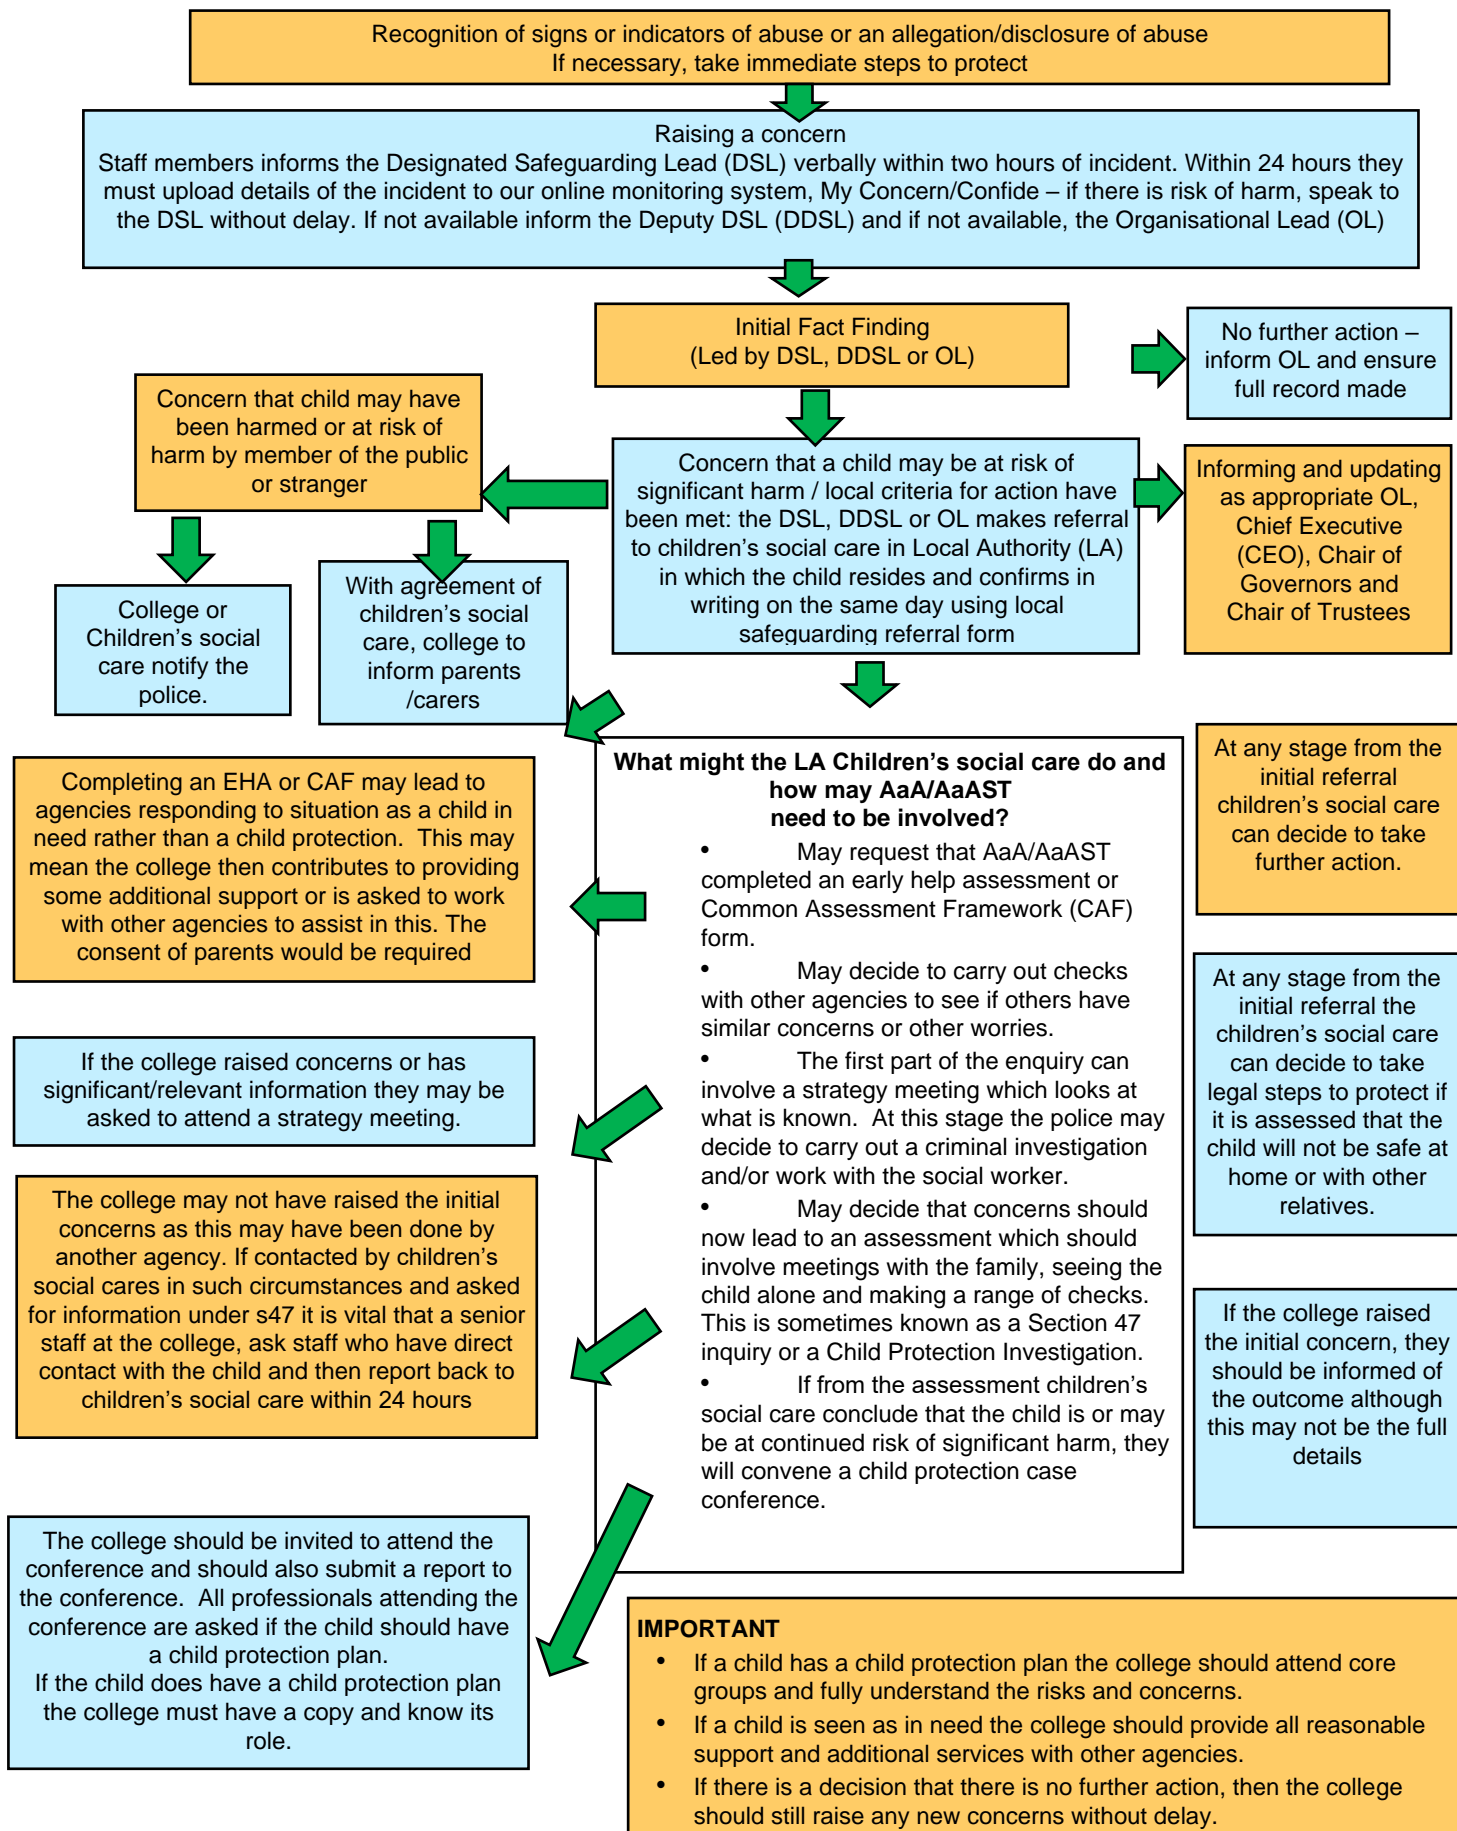 Recognition of signs or indicators of abuse or an allegation/disclosure of abuse
If necessary, take immediate steps to protect
Raising a concern
Staff members informs the Designated Safeguarding Lead (DSL) verbally within two hours of incident. Within 24 hours they
must upload details of the incident to our online monitoring system, My Concern/Confide – if there is risk of harm, speak to
the DSL without delay. If not available inform the Deputy DSL (DDSL) and if not available, the Organisational Lead (OL)
Initial Fact Finding
(Led by DSL, DDSL or OL)
No further action –
inform OL and ensure
full record made
Concern that child may have
been harmed or at risk of
harm by member of the public
or stranger
Concern that a child may be at risk of
significant harm / local criteria for action have
been met: the DSL, DDSL or OL makes referral
to children’s social care in Local Authority (LA)
in which the child resides and confirms in
writing on the same day using local
safeguarding referral form
Informing and updating
as appropriate OL,
Chief Executive
(CEO), Chair of
Governors and
Chair of Trustees
College or
Children’s social
care notify the
police.
With agreement of
children’s social
care, college to
inform parents
/carers
What might the LA Children’s social care do and
how may AaA/AaAST
need to be involved?
• May request that AaA/AaAST
completed an early help assessment or
Common Assessment Framework (CAF)
form.
• May decide to carry out checks
with other agencies to see if others have
similar concerns or other worries.
• The first part of the enquiry can
involve a strategy meeting which looks at
what is known. At this stage the police may
decide to carry out a criminal investigation
and/or work with the social worker.
• May decide that concerns should
now lead to an assessment which should
involve meetings with the family, seeing the
child alone and making a range of checks.
This is sometimes known as a Section 47
inquiry or a Child Protection Investigation.
• If from the assessment children’s
social care conclude that the child is or may
be at continued risk of significant harm, they
will convene a child protection case
conference.
Completing an EHA or CAF may lead to
agencies responding to situation as a child in
need rather than a child protection. This may
mean the college then contributes to providing
some additional support or is asked to work
with other agencies to assist in this. The
consent of parents would be required
If the college raised concerns or has
significant/relevant information they may be
asked to attend a strategy meeting.
The college may not have raised the initial
concerns as this may have been done by
another agency. If contacted by children’s
social cares in such circumstances and asked
for information under s47 it is vital that a senior
staff at the college, ask staff who have direct
contact with the child and then report back to
children’s social care within 24 hours
The college should be invited to attend the
conference and should also submit a report to
the conference. All professionals attending the
conference are asked if the child should have
a child protection plan.
If the child does have a child protection plan
the college must have a copy and know its
role.
At any stage from the
initial referral
children’s social care
can decide to take
further action.
At any stage from the
initial referral the
children’s social care
can decide to take
legal steps to protect if
it is assessed that the
child will not be safe at
home or with other
relatives.
If the college raised
the initial concern, they
should be informed of
the outcome although
this may not be the full
details
IMPORTANT
• If a child has a child protection plan the college should attend core
groups and fully understand the risks and concerns.
• If a child is seen as in need the college should provide all reasonable
support and additional services with other agencies.
• If there is a decision that there is no further action, then the college
should still raise any new concerns without delay.